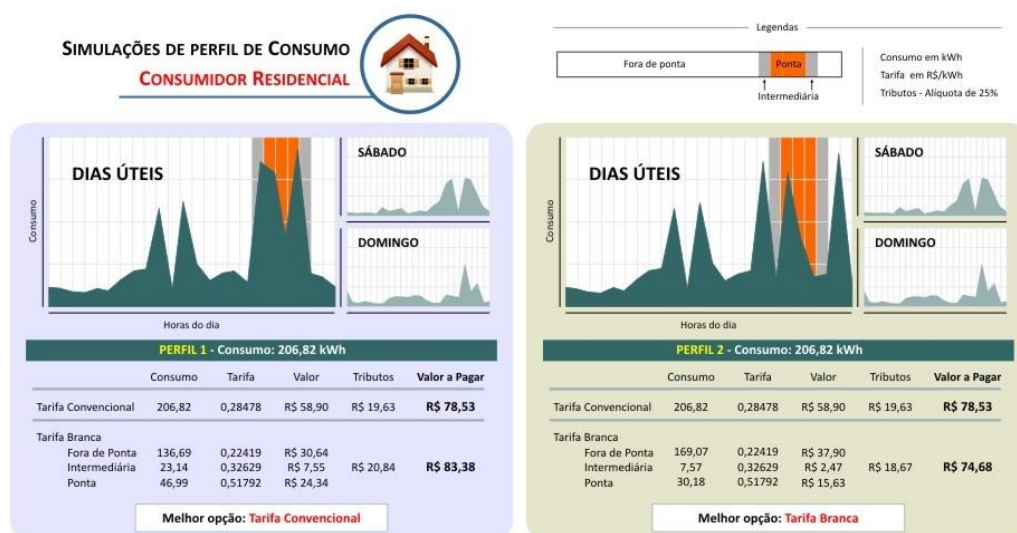 SIMULAÇÕES DE PERFIL DE CONSUMO
CONSUMIDOR RESIDENCIAL
Legendas
Fora de ponta Ponta
Intermediária
Consumo em kWh
Tarifa em R$/kWh
Tributos - Alíquota de 25%
DIAS ÚTEIS
SÁBADO
DOMINGO
Consumo
Horas do dia
PERFIL 1 - Consumo: 206,82 kWh
Consumo Tarifa Valor Tributos Valor a Pagar
Tarifa Convencional 206,82 0,28478 R$ 58,90 R$ 19,63 R$ 78,53
Tarifa Branca
Fora de Ponta 136,69 0,22419 R$ 30,64
Intermediária 23,14 0,32629 R$ 7,55 R$ 20,84 R$ 83,38
Ponta 46,99 0,51792 R$ 24,34
Melhor opção: Tarifa Convencional
DIAS ÚTEIS
SÁBADO
DOMINGO
Consumo
Horas do dia
PERFIL 2 - Consumo: 206,82 kWh
Consumo Tarifa Valor Tributos Valor a Pagar
Tarifa Convencional 206,82 0,28478 R$ 58,90 R$ 19,63 R$ 78,53
Tarifa Branca
Fora de Ponta 169,07 0,22419 R$ 37,90
Intermediária 7,57 0,32629 R$ 2,47 R$ 18,67 R$ 74,68
Ponta 30,18 0,51792 R$ 15,63
Melhor opção: Tarifa Branca